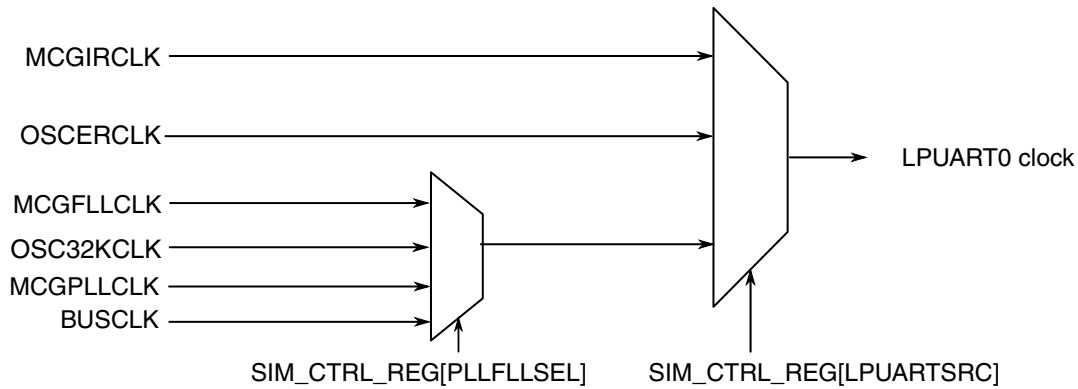 MCGIRCLK
OSCERCLK
LPUART0 clock
MCGFLLCLK
OSC32KCLK
MCGPLLCLK
BUSCLK
SIM_CTRL_REG[PLLFLLSEL]
SIM_CTRL_REG[LPUARTSRC]